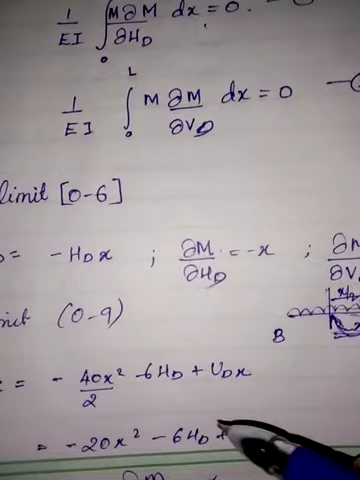 1/EI ∫₀ M ∂M/∂H_D dx = 0.
1/EI ∫₀ᴸ M ∂M/∂V_D dx = 0
limit [0-6]
= -H_D x ; ∂M/∂H_D = -x ; ∂M/∂V
(0-9)
B
= - 40x²/2 - 6H_D + V_D x
= -20x² - 6H_D +